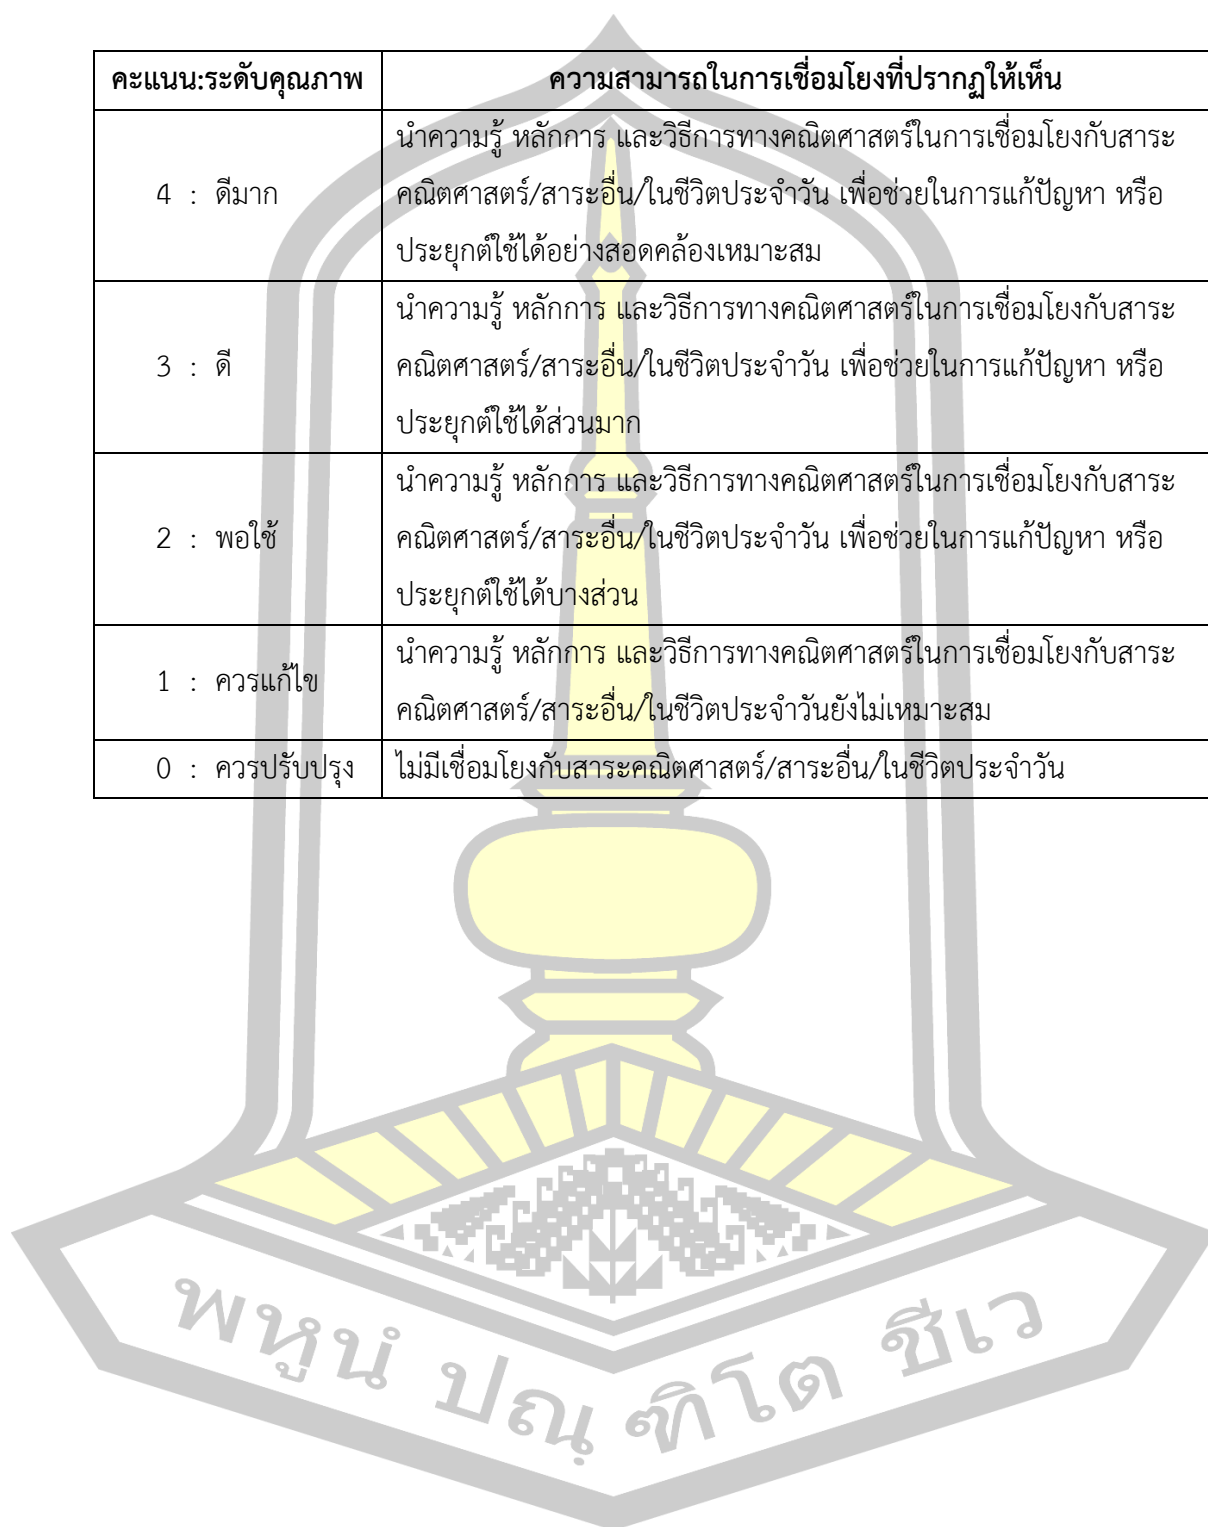 คะแนน:ระดับคุณภาพ
ความสามารถในการเชื่อมโยงที่ปรากฏให้เห็น
4 : ดีมาก
นำความรู้ หลักการ และวิธีการทางคณิตศาสตร์ในการเชื่อมโยงกับสาระ
คณิตศาสตร์/สาระอื่น/ในชีวิตประจำวัน เพื่อช่วยในการแก้ปัญหา หรือ
ประยุกต์ใช้ได้อย่างสอดคล้องเหมาะสม
3 : ดี
นำความรู้ หลักการ และวิธีการทางคณิตศาสตร์ในการเชื่อมโยงกับสาระ
คณิตศาสตร์/สาระอื่น/ในชีวิตประจำวัน เพื่อช่วยในการแก้ปัญหา หรือ
ประยุกต์ใช้ได้ส่วนมาก
2 : พอใช้
นำความรู้ หลักการ และวิธีการทางคณิตศาสตร์ในการเชื่อมโยงกับสาระ
คณิตศาสตร์/สาระอื่น/ในชีวิตประจำวัน เพื่อช่วยในการแก้ปัญหา หรือ
ประยุกต์ใช้ได้บางส่วน
1 : ควรแก้ไข
นำความรู้ หลักการ และวิธีการทางคณิตศาสตร์ในการเชื่อมโยงกับสาระ
คณิตศาสตร์/สาระอื่น/ในชีวิตประจำวันยังไม่เหมาะสม
0 : ควรปรับปรุง
ไม่มีเชื่อมโยงกับสาระคณิตศาสตร์/สาระอื่น/ในชีวิตประจำวัน
พหูนํ ปณฺฑิโต ชีเว